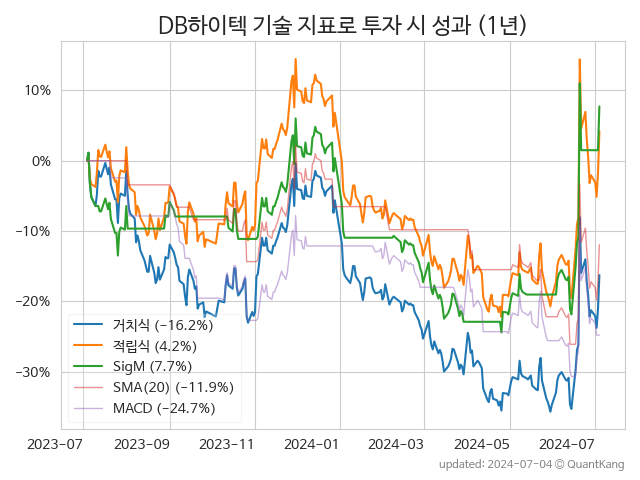 DB하이텍 기술 지표로 투자 시 성과 (1년)
10%
0%
−10%
−20%
−30%
거치식 (−16.2%)
적립식 (4.2%)
SigM (7.7%)
SMA(20) (−11.9%)
MACD (−24.7%)
2023-07 2023-09 2023-11 2024-01 2024-03 2024-05 2024-07
updated: 2024-07-04 © QuantKang